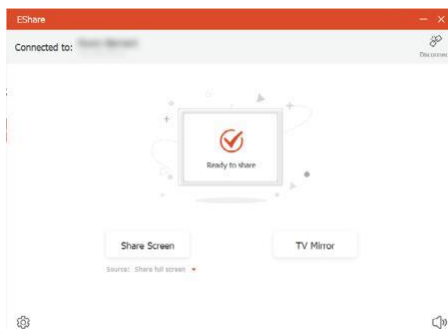 EShare
Connected to:
Disconnect
Ready to share
Share Screen
TV Mirror
Source: Share full screen